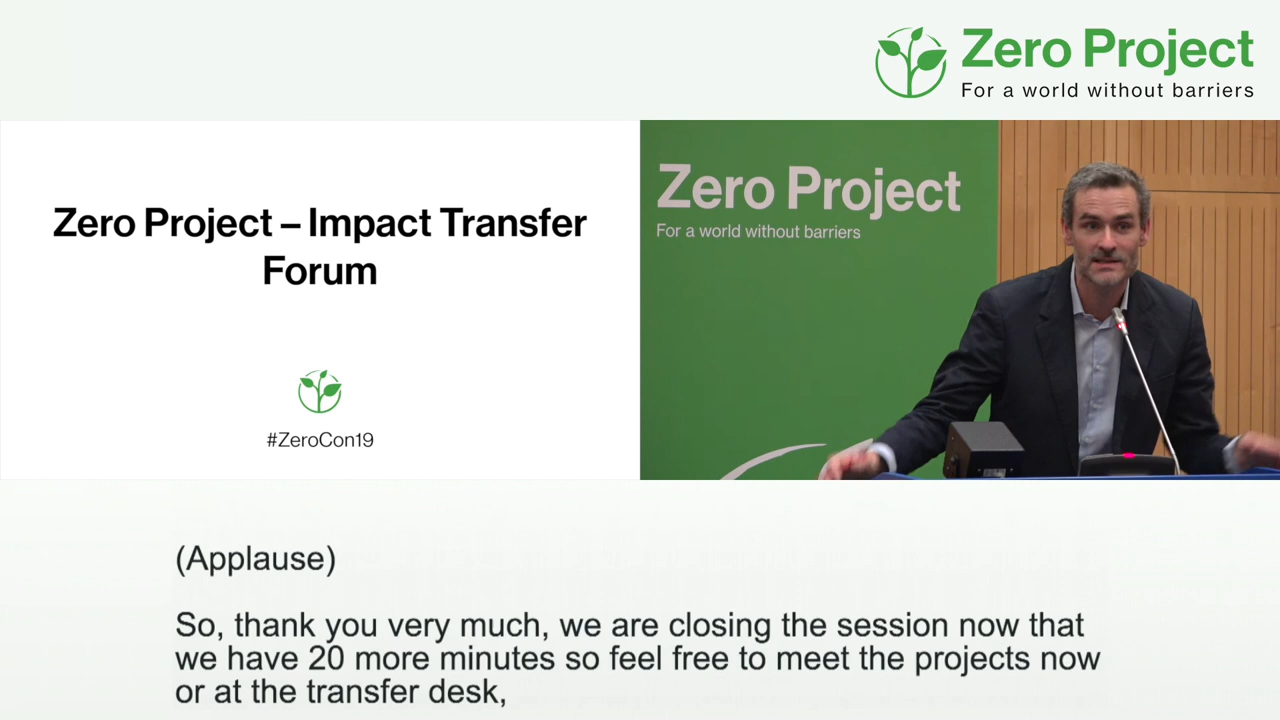 Zero Project
For a world without barriers
Zero Project – Impact Transfer
Forum
#ZeroCon19
Zero Project
For a world without barriers
(Applause)
So, thank you very much, we are closing the session now that
we have 20 more minutes so feel free to meet the projects now
or at the transfer desk,